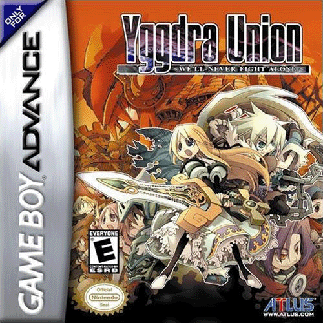 ONLY
FOR
GAME BOY ADVANCE
Yggdra Union
WE'LL NEVER FIGHT ALONE
EVERYONE
E
ESRB
Official
Nintendo
Seal
ATLUS
WWW.ATLUS.COM